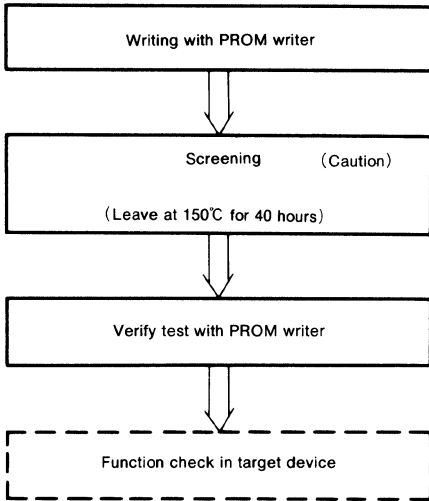 Writing with PROM writer
Screening (Caution)
(Leave at 150℃ for 40 hours)
Verify test with PROM writer
Function check in target device